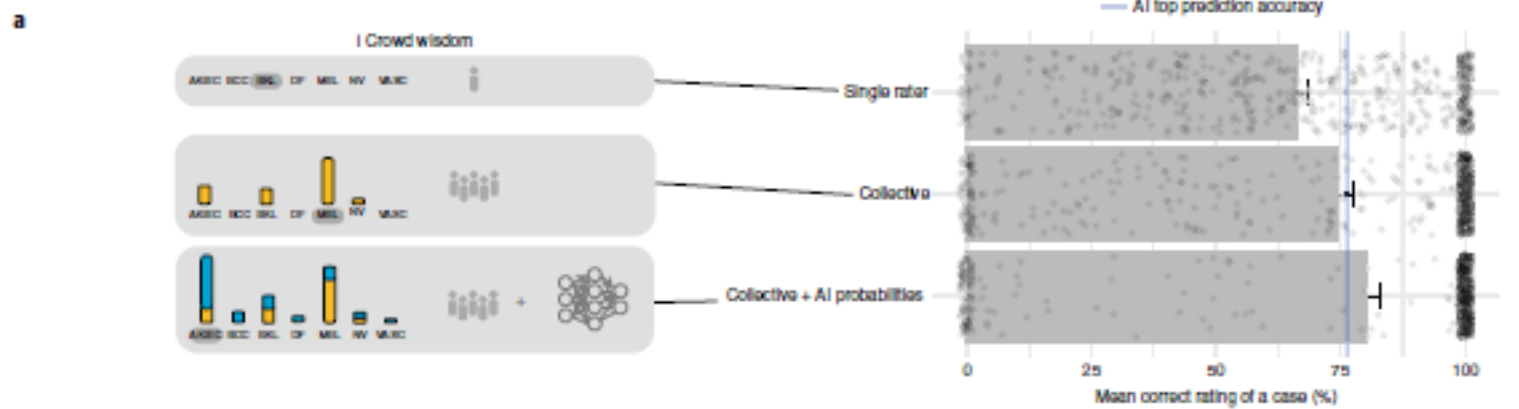 a
AI top prediction accuracy
i Crowd wisdom
AKIEC BCC BKL DF MEL NV VASC
Single rater
AKIEC BCC BKL DF MEL NV VASC
Collective
AKIEC BCC BKL DF MEL NV VASC
+
Collective + AI probabilities
0 25 50 75 100
Mean correct rating of a case (%)